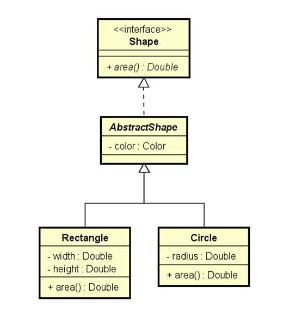 <<interface>>
Shape
+ area() : Double
AbstractShape
- color : Color
Rectangle
- width : Double
- height : Double
+ area() : Double
Circle
- radius : Double
+ area() : Double